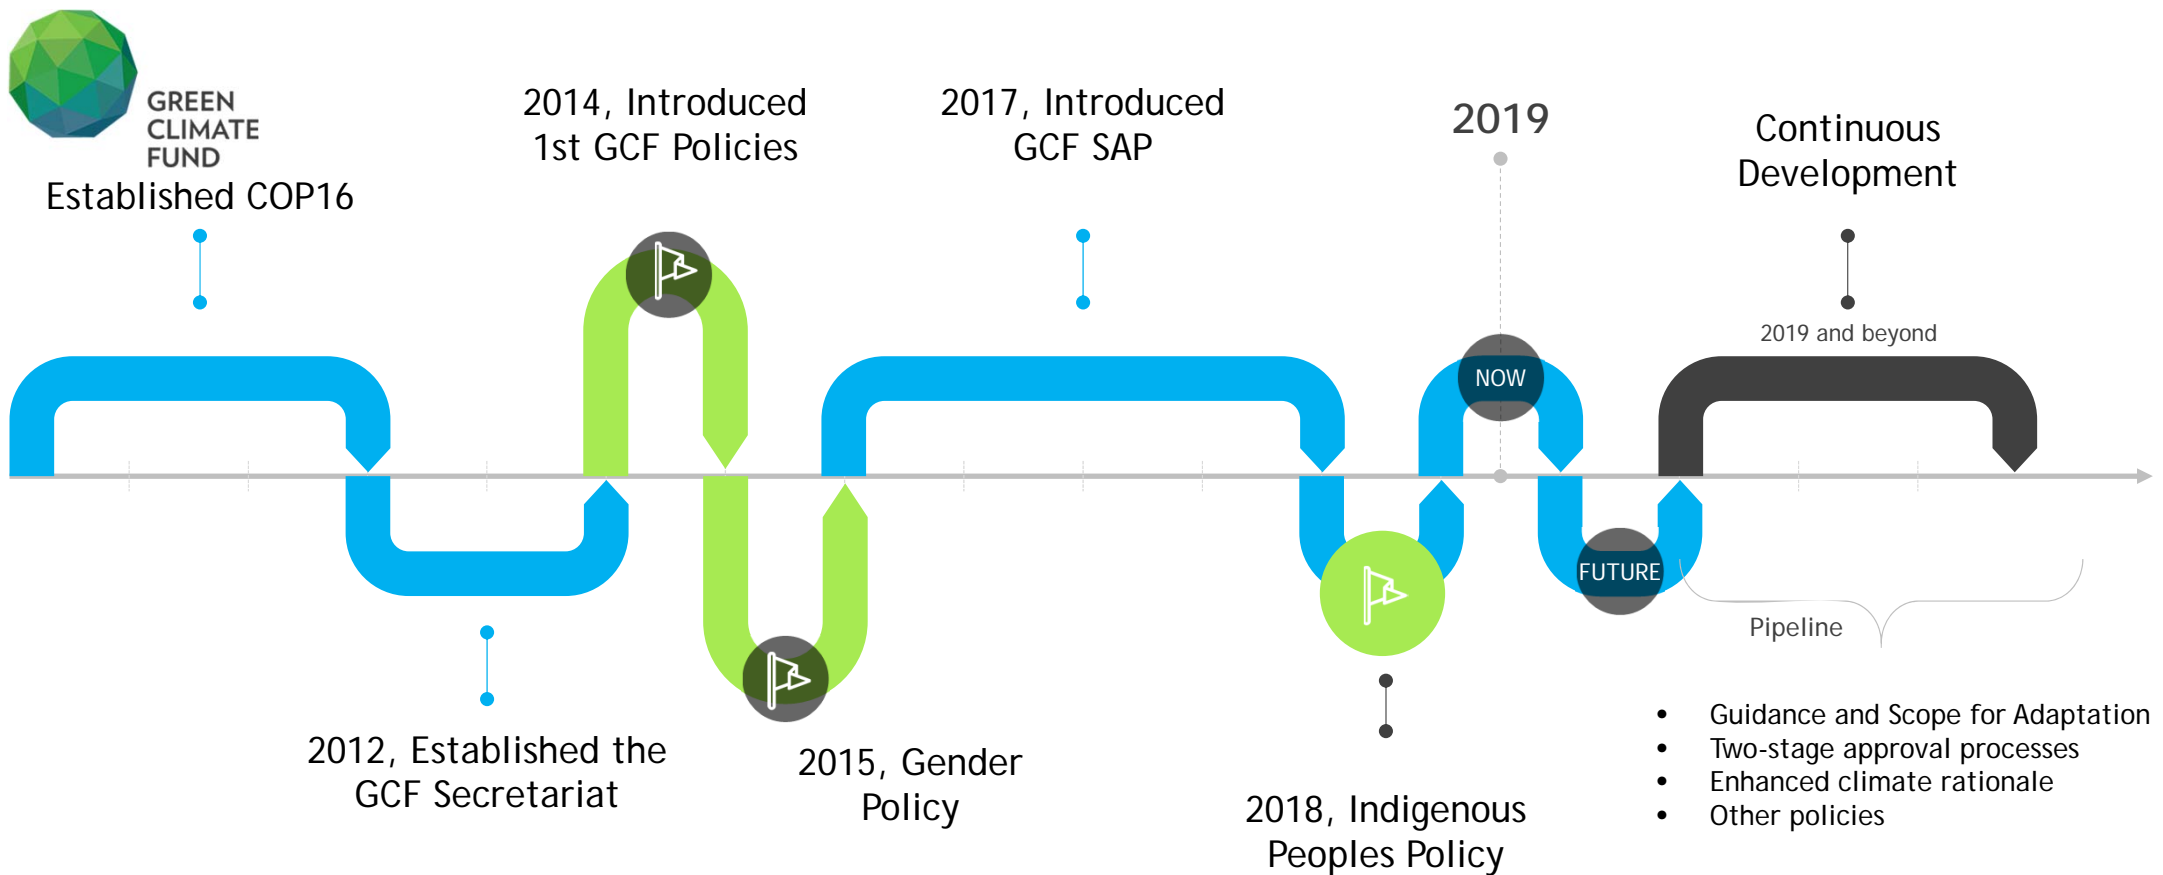 GREEN
CLIMATE
FUND
Established COP16
2014, Introduced
1st GCF Policies
2017, Introduced
GCF SAP
2019
Continuous
Development
2019 and beyond
NOW
FUTURE
Pipeline
2012, Established the
GCF Secretariat
2015, Gender
Policy
2018, Indigenous
Peoples Policy
• Guidance and Scope for Adaptation
• Two-stage approval processes
• Enhanced climate rationale
• Other policies